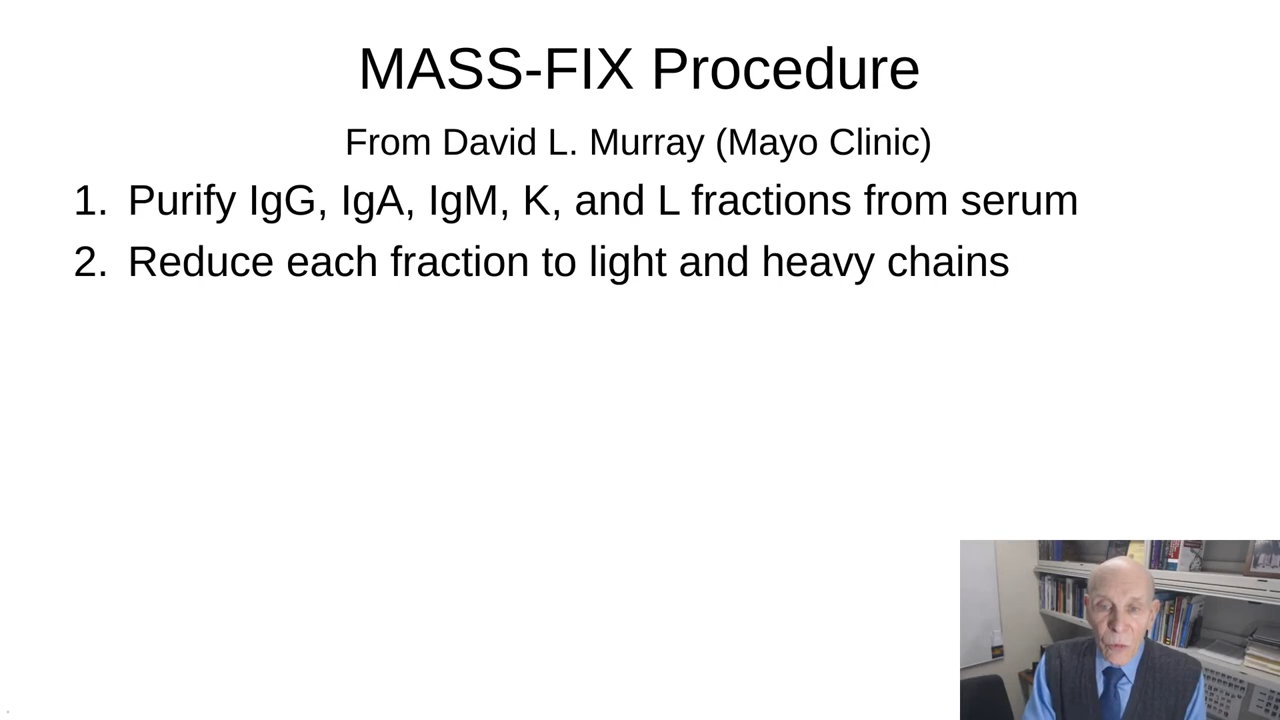 MASS-FIX Procedure
From David L. Murray (Mayo Clinic)
1. Purify IgG, IgA, IgM, K, and L fractions from serum
2. Reduce each fraction to light and heavy chains